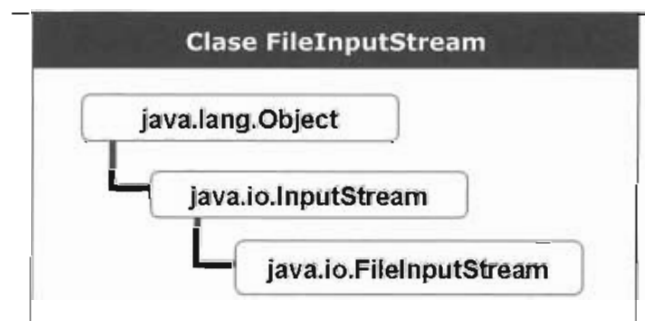 Clase FileInputStream
java.lang.Object
java.io.InputStream
java.io.FileInputStream